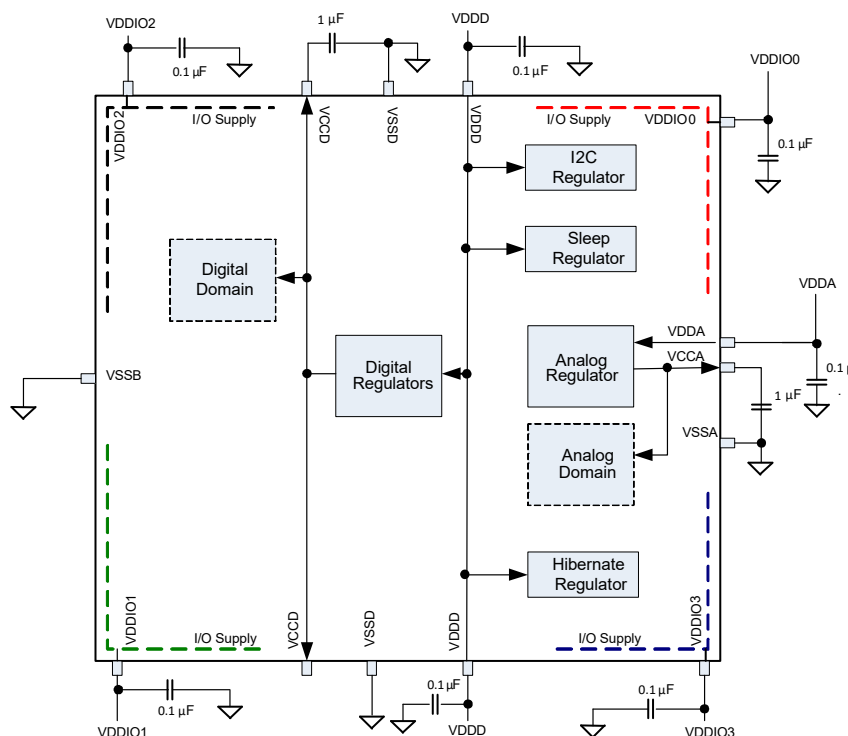 VDDIO2
1 µF
VDDD
0.1 µF
0.1 µF
VDDIO0
0.1 µF
I/O Supply
VDDIO2
VCCD
VSSD
VDDD
I/O Supply
VDDIO0
I2C
Regulator
Sleep
Regulator
Digital
Domain
VDDA
VDDA
VSSB
Digital
Regulators
Analog
Regulator
VCCA
0.1 µ
1 µF
.
VSSA
Analog
Domain
Hibernate
Regulator
VDDIO1
I/O Supply
VCCD
VSSD
VDDD
I/O Supply
VDDIO3
0.1 µF
0.1 µF
0.1 µF
VDDIO1
VDDD
VDDIO3